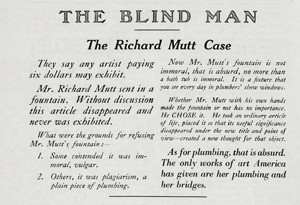 THE BLIND MAN
The Richard Mutt Case
They say any artist paying
six dollars may exhibit.
Mr. Richard Mutt sent in a
fountain. Without discussion
this article disappeared and
never was exhibited.
What were the grounds for refusing
Mr. Mutt's fountain:—
1. Some contended it was im-
moral, vulgar.
2. Others, it was plagiarism, a
plain piece of plumbing.
Now Mr. Mutt's fountain is not
immoral, that is absurd, no more than
a bath tub is immoral. It is a fixture that
you see every day in plumbers' show windows.
Whether Mr. Mutt with his own hands
made the fountain or not has no importance.
He CHOSE it. He took an ordinary article
of life, placed it so that its useful significance
disappeared under the new title and point of
view—created a new thought for that object.
As for plumbing, that is absurd.
The only works of art America
has given are her plumbing and
her bridges.